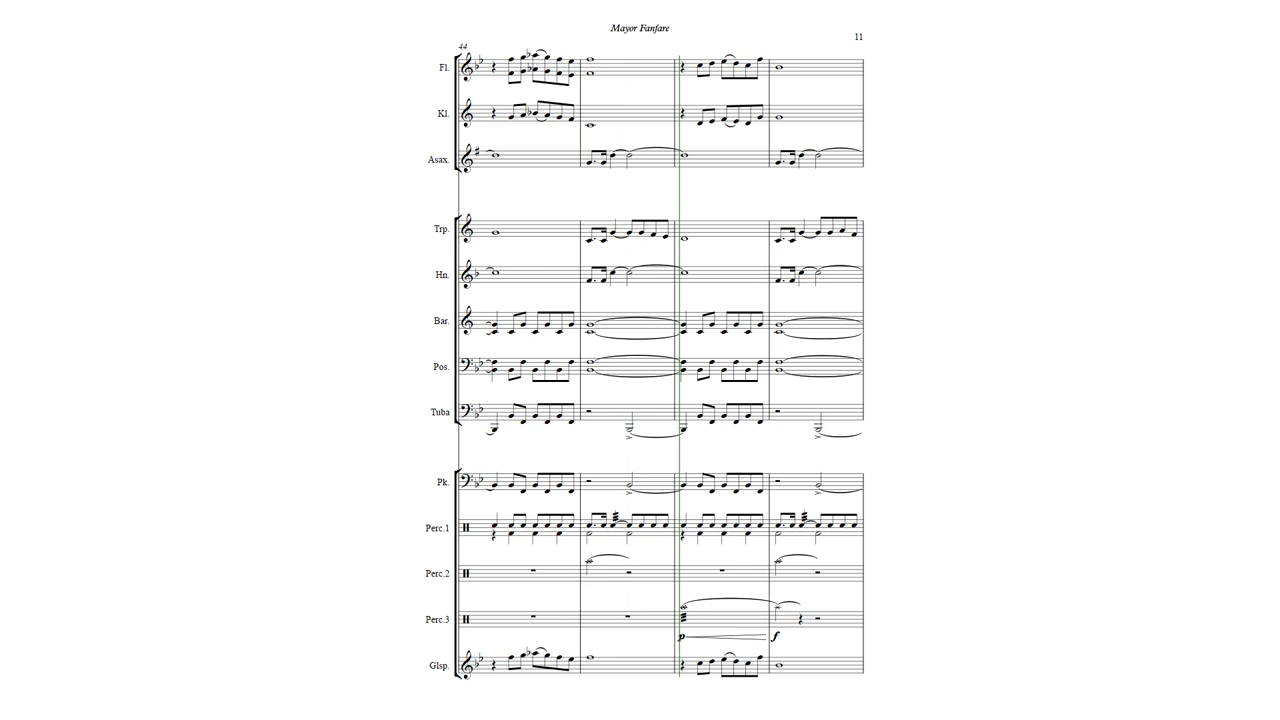 Mayor Fanfare
11
44
Fl.
Kl.
Asax.
Trp.
Hn.
Bar.
Pos.
Tuba
Pk.
Perc.1
Perc.2
Perc.3
p f
Glsp.